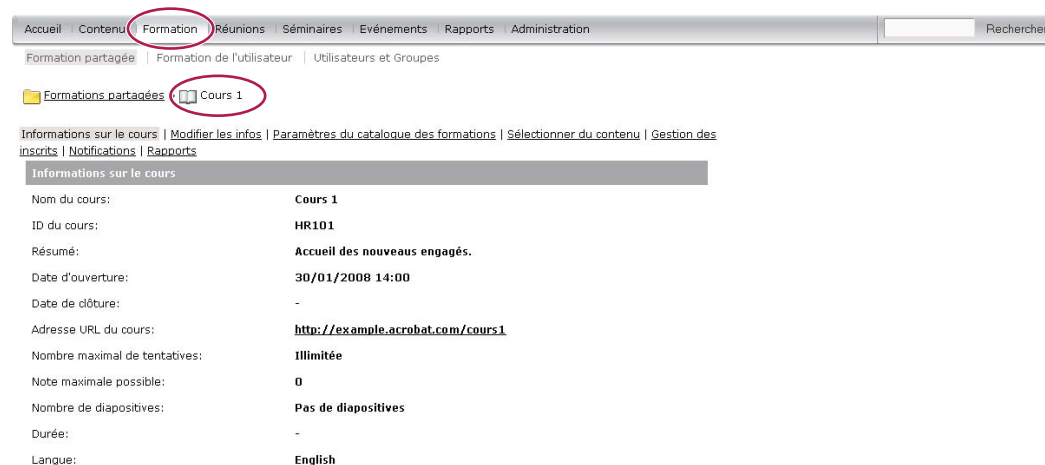 Accueil Contenu Formation Réunions Séminaires Evénements Rapports Administration Rechercher
Formation partagée Formation de l'utilisateur Utilisateurs et Groupes
Formations partagées Cours 1
Informations sur le cours | Modifier les infos | Paramètres du catalogue des formations | Sélectionner du contenu | Gestion des
inscrits | Notifications | Rapports
Informations sur le cours
Nom du cours: Cours 1
ID du cours: HR101
Résumé: Accueil des nouveaus engagés.
Date d'ouverture: 30/01/2008 14:00
Date de clôture: -
Adresse URL du cours: http://example.acrobat.com/cours1
Nombre maximal de tentatives: Illimitée
Note maximale possible: 0
Nombre de diapositives: Pas de diapositives
Durée: -
Langue: English